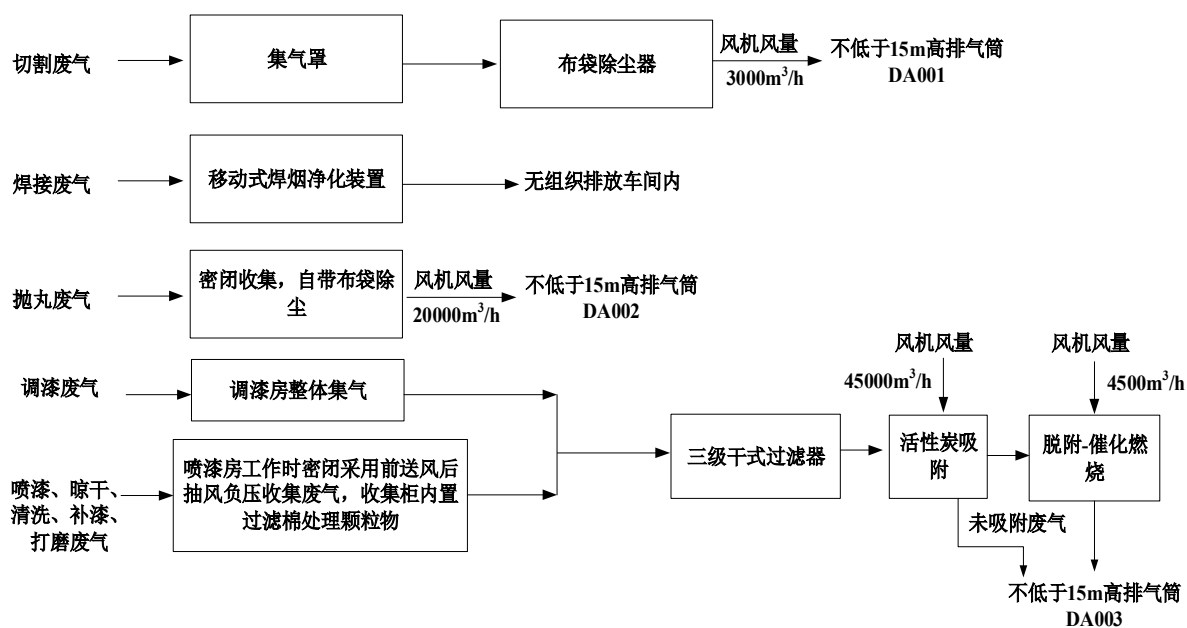 切割废气
集气罩
布袋除尘器
风机风量
3000m³/h
不低于15m高排气筒
DA001
焊接废气
移动式焊烟净化装置
无组织排放车间内
抛丸废气
密闭收集，自带布袋除
尘
风机风量
20000m³/h
不低于15m高排气筒
DA002
调漆废气
调漆房整体集气
喷漆、晾干、
清洗、补漆、
打磨废气
喷漆房工作时密闭采用前送风后
抽风负压收集废气，收集柜内置
过滤棉处理颗粒物
三级干式过滤器
风机风量
45000m³/h
活性炭吸
附
风机风量
4500m³/h
脱附-催化燃
烧
未吸附废气
不低于15m高排气筒
DA003